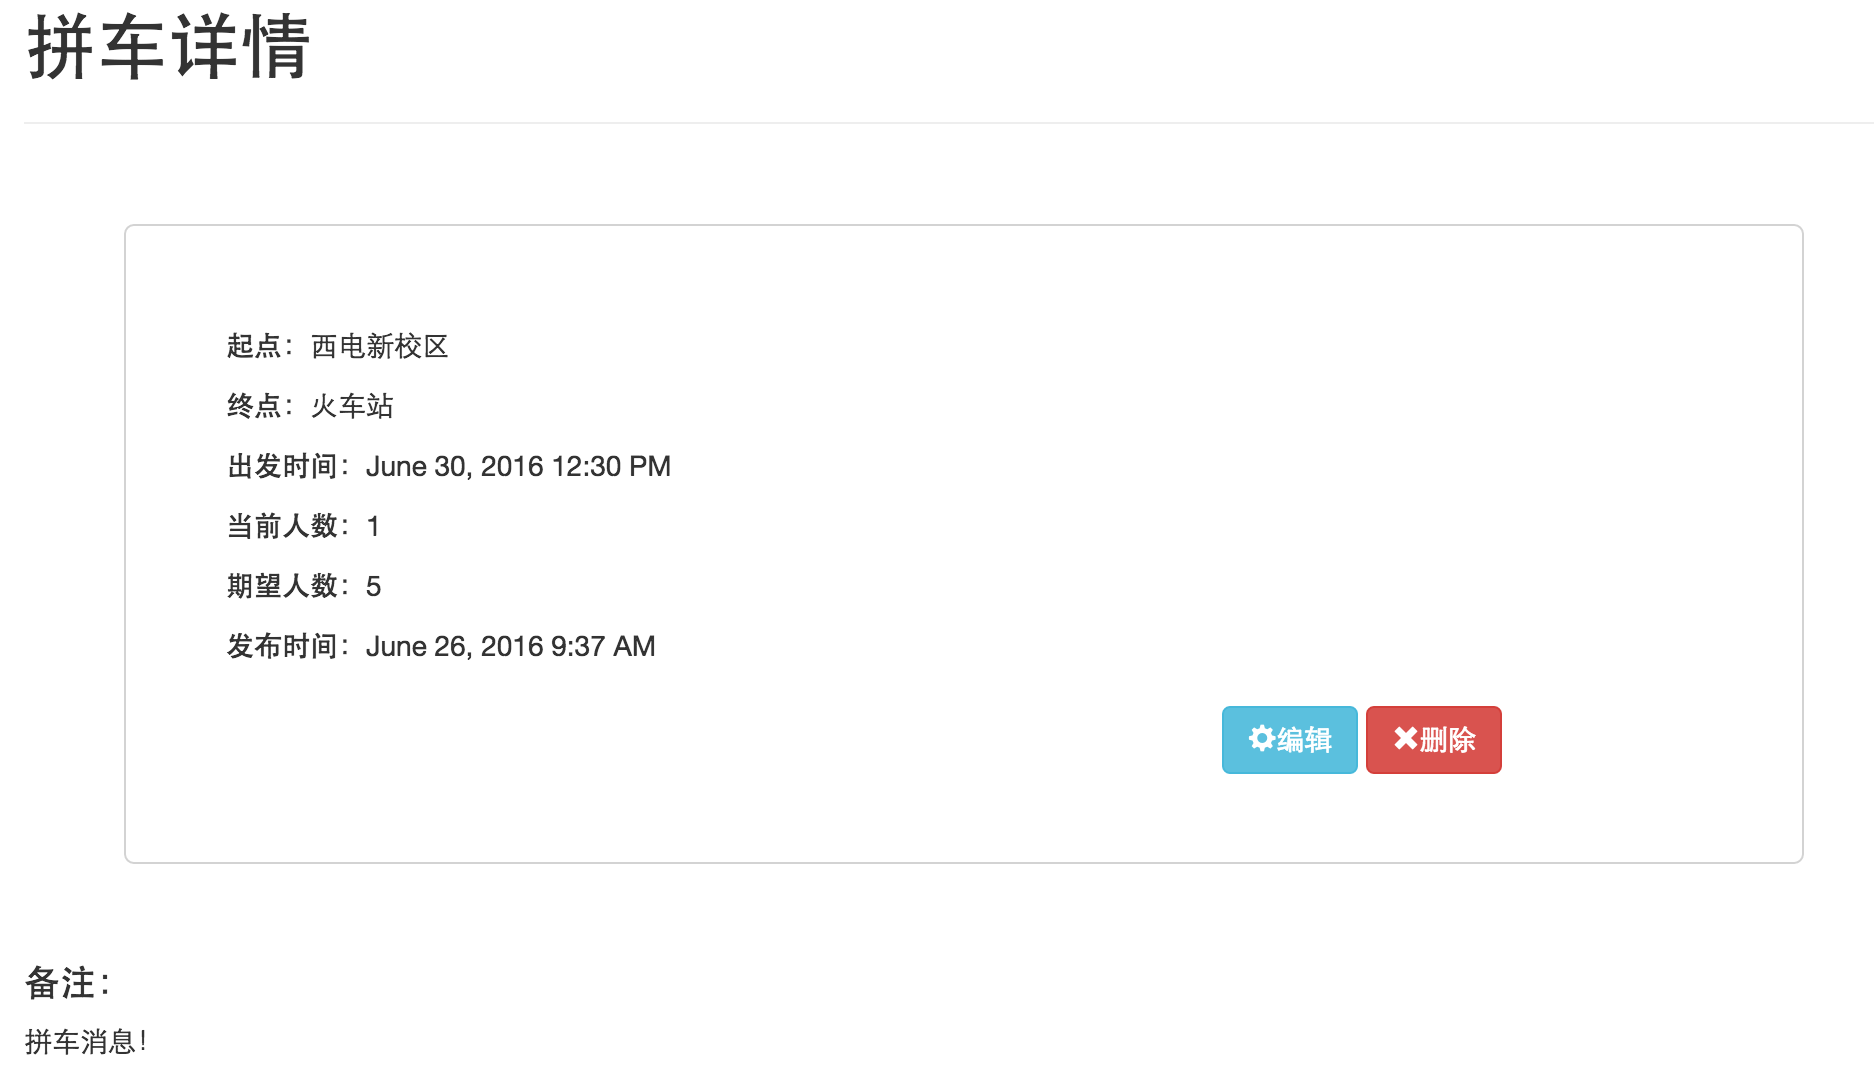 拼车详情
起点：西电新校区
终点：火车站
出发时间：June 30, 2016 12:30 PM
当前人数：1
期望人数：5
发布时间：June 26, 2016 9:37 AM
编辑 删除
备注：
拼车消息！